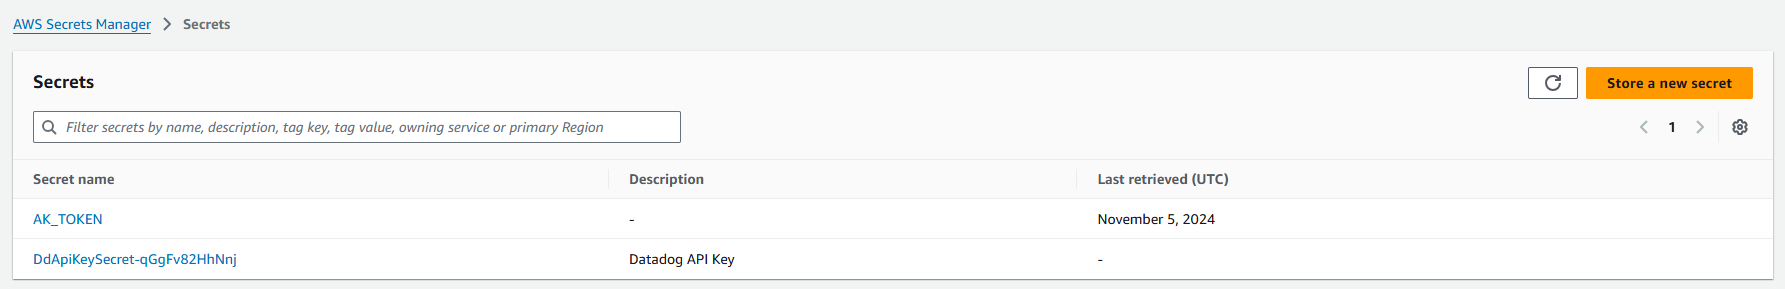 AWS Secrets Manager > Secrets
Secrets
Store a new secret
Filter secrets by name, description, tag key, tag value, owning service or primary Region
1
Secret name Description Last retrieved (UTC)
AK_TOKEN - November 5, 2024
DdApiKeySecret-qGgFv82HhNnj Datadog API Key -